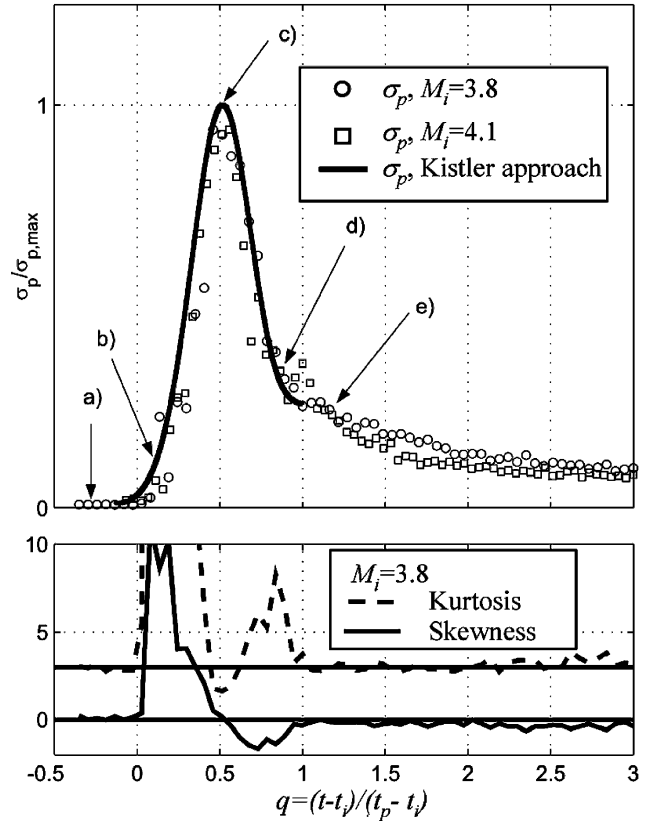 c)
σp, Mi=3.8
σp, Mi=4.1
σp, Kistler approach
1
σp/σp,max
d)
b)
e)
a)
0
10
Mi=3.8
Kurtosis
Skewness
5
0
-0.5 0 0.5 1 1.5 2 2.5 3
q=(t-ti)/(tp- ti)